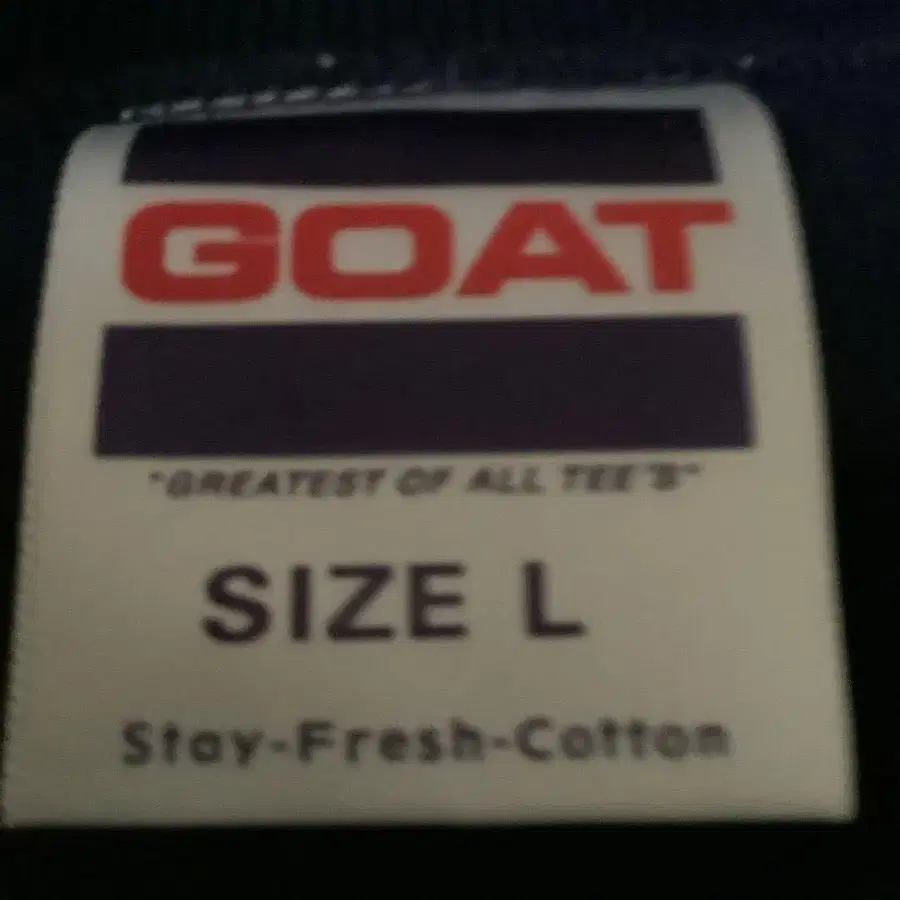 GOAT
"GREATEST OF ALL TEE'S"
SIZE L
Stay-Fresh-Cotton